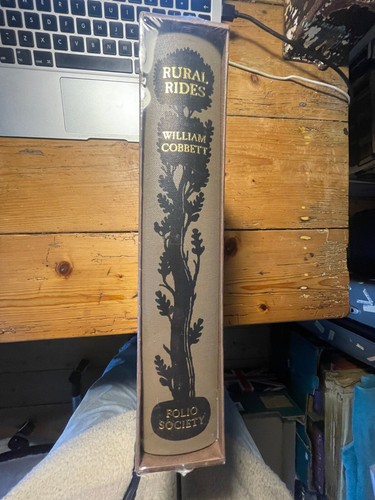 RURAL
RIDES
WILLIAM
COBBETT
FOLIO
SOCIETY